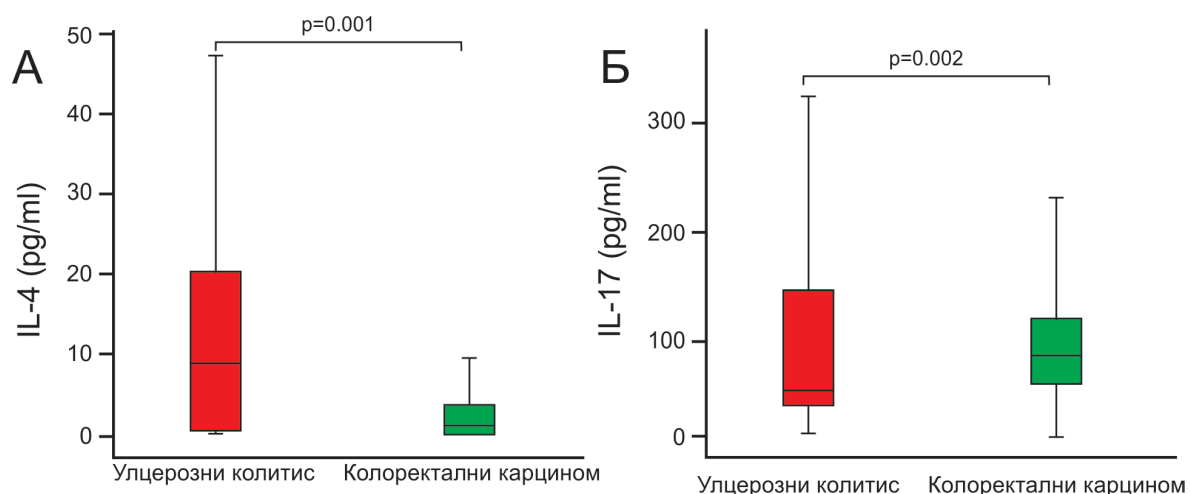 А
p=0.001
IL-4 (pg/ml)
50
40
30
20
10
0
Улцерозни колитис
Колоректални карцином
Б
p=0.002
IL-17 (pg/ml)
300
200
100
0
Улцерозни колитис
Колоректални карцином